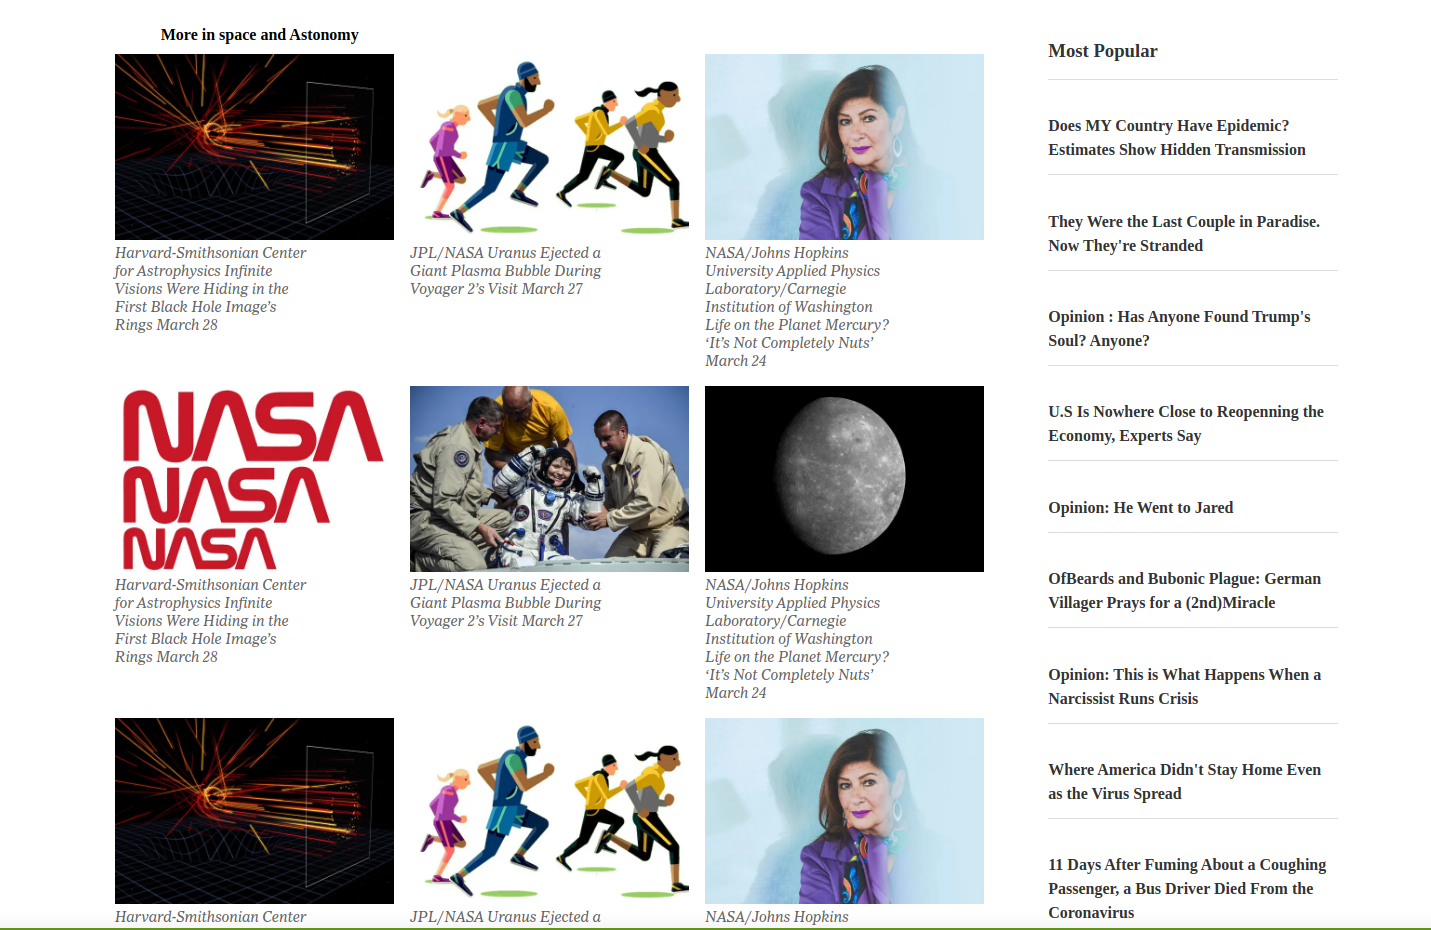 More in space and Astonomy
Harvard-Smithsonian Center
for Astrophysics Infinite
Visions Were Hiding in the
First Black Hole Image’s
Rings March 28
JPL/NASA Uranus Ejected a
Giant Plasma Bubble During
Voyager 2’s Visit March 27
NASA/Johns Hopkins
University Applied Physics
Laboratory/Carnegie
Institution of Washington
Life on the Planet Mercury?
‘It’s Not Completely Nuts’
March 24
NASA
NASA
NASA
Harvard-Smithsonian Center
for Astrophysics Infinite
Visions Were Hiding in the
First Black Hole Image’s
Rings March 28
JPL/NASA Uranus Ejected a
Giant Plasma Bubble During
Voyager 2’s Visit March 27
NASA/Johns Hopkins
University Applied Physics
Laboratory/Carnegie
Institution of Washington
Life on the Planet Mercury?
‘It’s Not Completely Nuts’
March 24
Harvard-Smithsonian Center
JPL/NASA Uranus Ejected a
NASA/Johns Hopkins
Most Popular
Does MY Country Have Epidemic?
Estimates Show Hidden Transmission
They Were the Last Couple in Paradise.
Now They're Stranded
Opinion : Has Anyone Found Trump's
Soul? Anyone?
U.S Is Nowhere Close to Reopenning the
Economy, Experts Say
Opinion: He Went to Jared
OfBeards and Bubonic Plague: German
Villager Prays for a (2nd)Miracle
Opinion: This is What Happens When a
Narcissist Runs Crisis
Where America Didn't Stay Home Even
as the Virus Spread
11 Days After Fuming About a Coughing
Passenger, a Bus Driver Died From the
Coronavirus